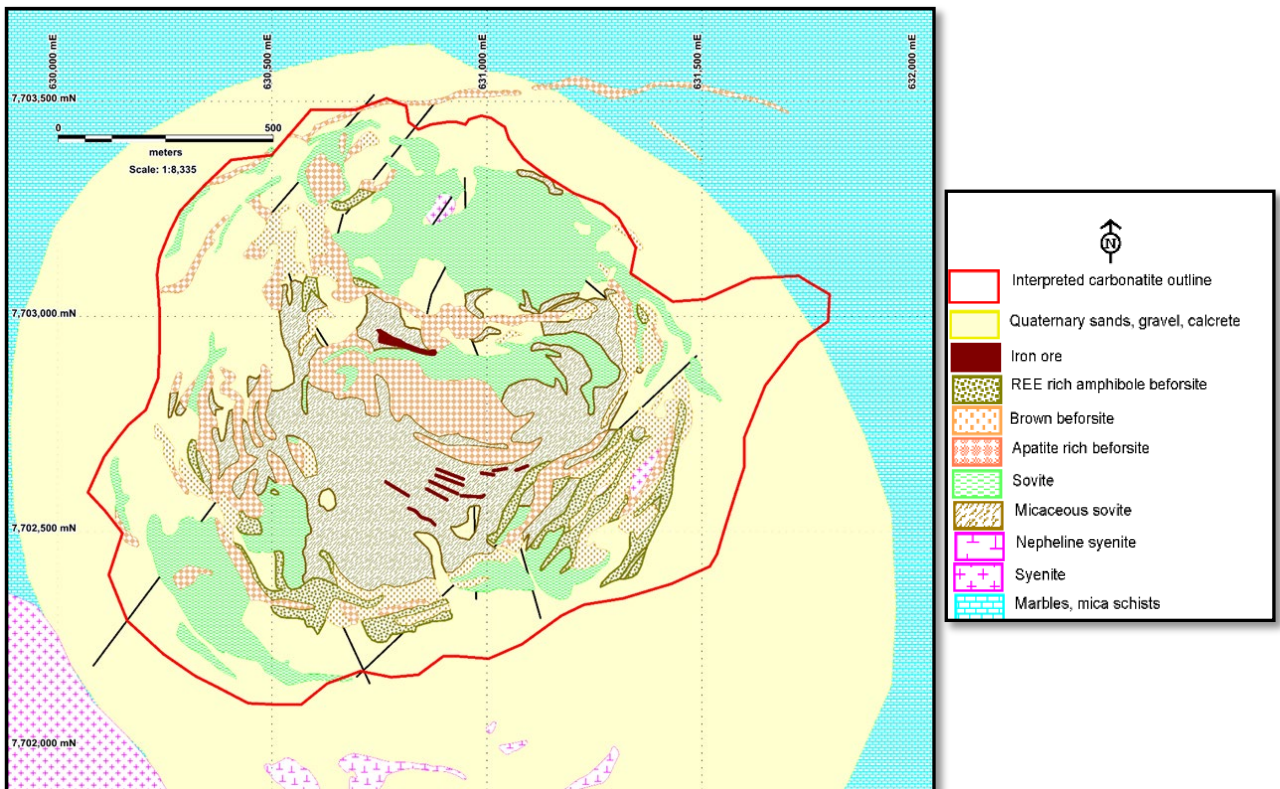 630,000 mE
630,500 mE
631,000 mE
631,500 mE
632,000 mE
7,703,500 mN
0
500
meters
Scale: 1:8,335
7,703,000 mN
7,702,500 mN
7,702,000 mN
N
Interpreted carbonatite outline
Quaternary sands, gravel, calcrete
Iron ore
REE rich amphibole beforsite
Brown beforsite
Apatite rich beforsite
Sovite
Micaceous sovite
Nepheline syenite
Syenite
Marbles, mica schists